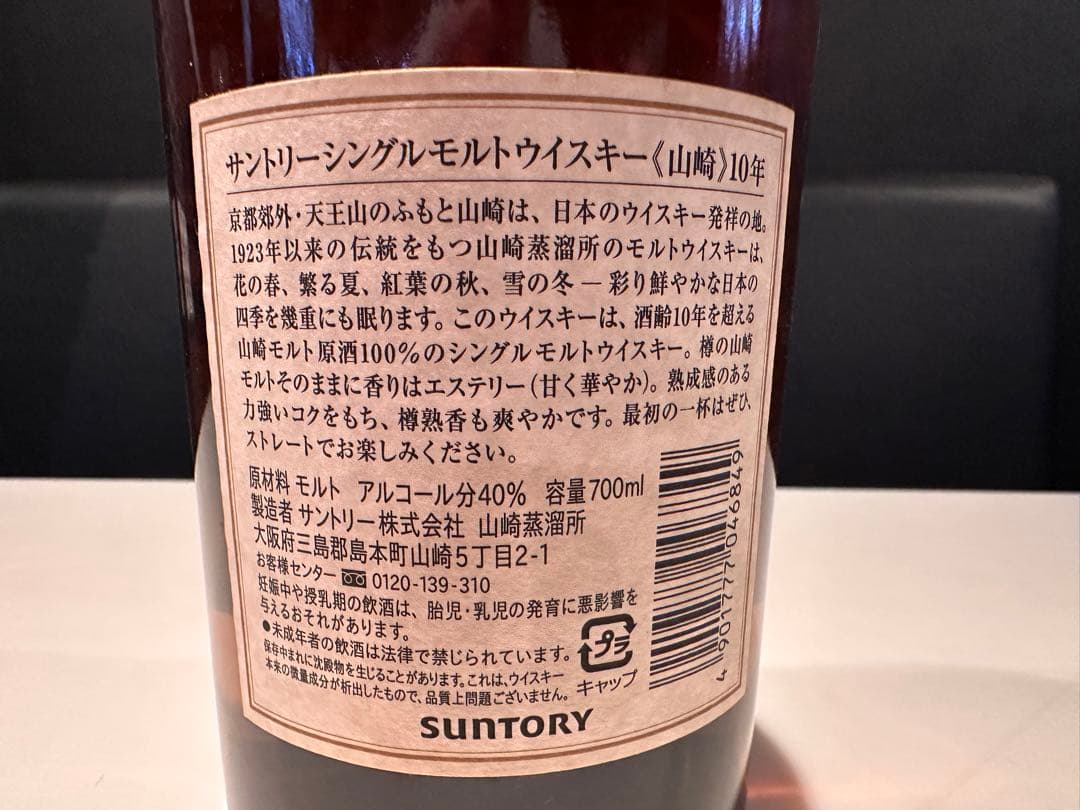 サントリーシングルモルトウイスキー《山崎》10年
京都郊外・天王山のふもと山崎は、日本のウイスキー発祥の地。
1923年以来の伝統をもつ山崎蒸溜所のモルトウイスキーは、
花の春、繁る夏、紅葉の秋、雪の冬 ― 彩り鮮やかな日本の
四季を幾重にも眠ります。このウイスキーは、酒齢10年を超える
山崎モルト原酒100%のシングルモルトウイスキー。樽の山崎
モルトそのままに香りはエステリー(甘く華やか)。熟成感のある
力強いコクをもち、樽熟香も爽やかです。最初の一杯はぜひ、
ストレートでお楽しみください。
原材料 モルト アルコール分40% 容量700ml
製造者 サントリー株式会社 山崎蒸溜所
大阪府三島郡島本町山崎5丁目2-1
お客様センター 0120-139-310
妊娠中や授乳期の飲酒は、胎児・乳児の発育に悪影響を
与えるおそれがあります。
●未成年者の飲酒は法律で禁じられています。
保存中まれに沈殿物を生じることがあります。これは、ウイスキー
本来の微量成分が析出したもので、品質上問題ございません。
プラ
キャップ
4 901777 046849
SUNTORY